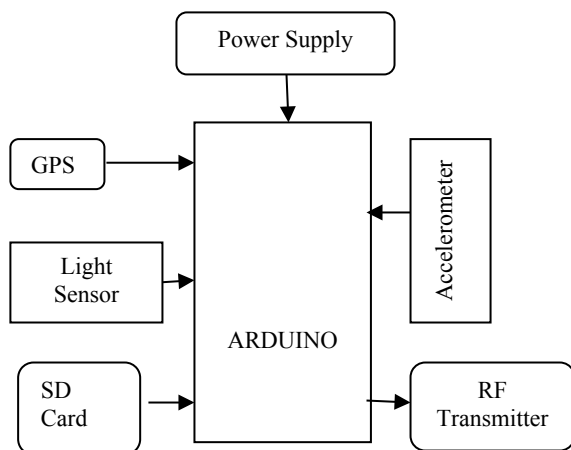 Power Supply
GPS
Accelerometer
Light
Sensor
ARDUINO
SD
Card
RF
Transmitter